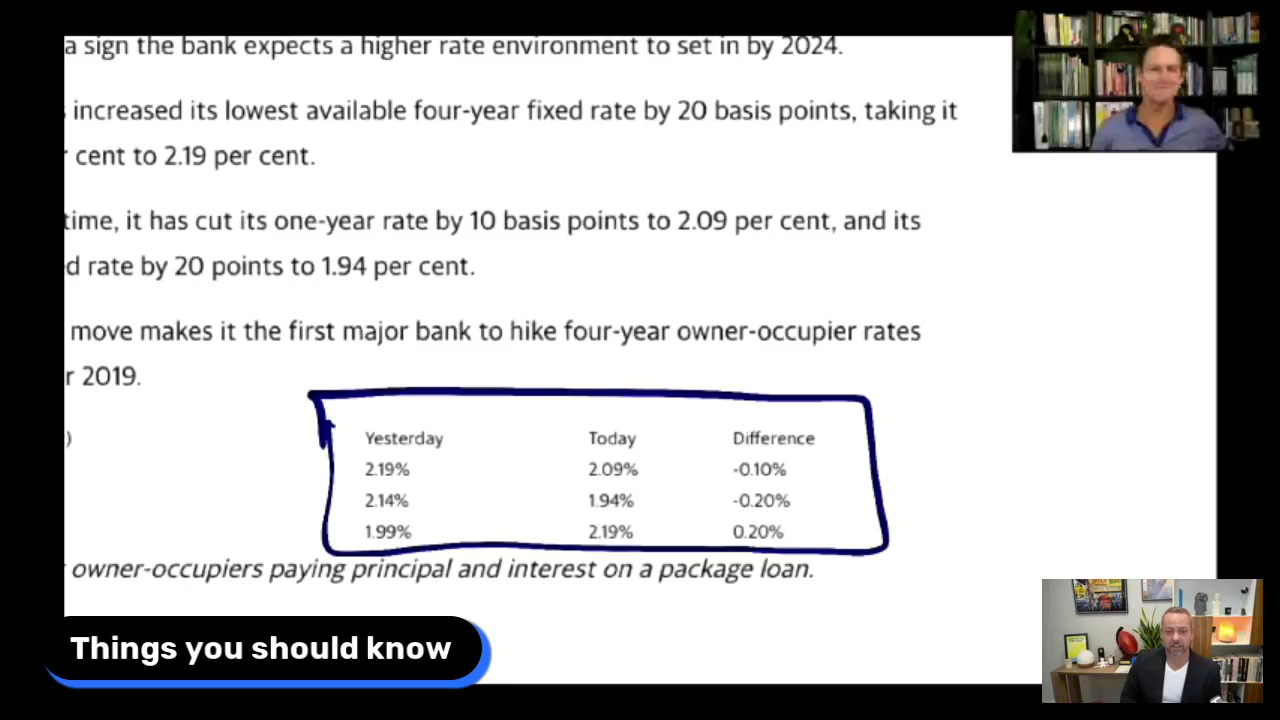 a sign the bank expects a higher rate environment to set in by 2024.
increased its lowest available four-year fixed rate by 20 basis points, taking it
cent to 2.19 per cent.
time, it has cut its one-year rate by 10 basis points to 2.09 per cent, and its
d rate by 20 points to 1.94 per cent.
move makes it the first major bank to hike four-year owner-occupier rates
r 2019.
) Yesterday Today Difference
2.19% 2.09% -0.10%
2.14% 1.94% -0.20%
1.99% 2.19% 0.20%
owner-occupiers paying principal and interest on a package loan.
Things you should know